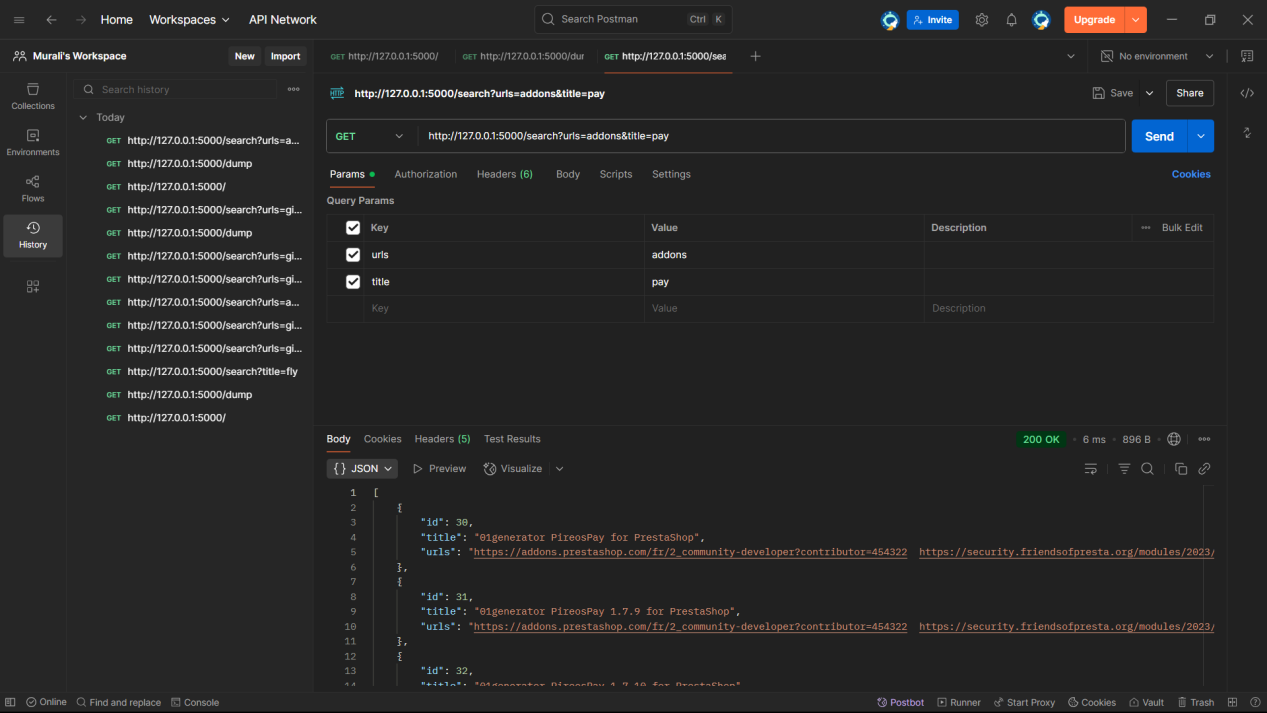 Home Workspaces API Network Search Postman Ctrl K Invite Upgrade
Murali's Workspace New Import GET http://127.0.0.1:5000/ GET http://127.0.0.1:5000/dur GET http://127.0.0.1:5000/sea No environment
Collections
Environments
Flows
History
Search history
Today
GET http://127.0.0.1:5000/search?urls=a...
GET http://127.0.0.1:5000/dump
GET http://127.0.0.1:5000/
GET http://127.0.0.1:5000/search?urls=gi...
GET http://127.0.0.1:5000/dump
GET http://127.0.0.1:5000/search?urls=gi...
GET http://127.0.0.1:5000/search?urls=gi...
GET http://127.0.0.1:5000/search?urls=a...
GET http://127.0.0.1:5000/search?urls=gi...
GET http://127.0.0.1:5000/search?urls=gi...
GET http://127.0.0.1:5000/search?title=fly
GET http://127.0.0.1:5000/dump
GET http://127.0.0.1:5000/
HTTP http://127.0.0.1:5000/search?urls=addons&title=pay Save Share
GET http://127.0.0.1:5000/search?urls=addons&title=pay Send
Params Authorization Headers (6) Body Scripts Settings Cookies
Query Params
Key Value Description Bulk Edit
urls addons
title pay
Key Value Description
Body Cookies Headers (5) Test Results 200 OK 6 ms 896 B
{} JSON Preview Visualize
1 [
2 {
3 "id": 30,
4 "title": "01generator PireosPay for PrestaShop",
5 "urls": "https://addons.prestashop.com/fr/2_community-developer?contributor=454322 https://security.friendsofpresta.org/modules/2023/
6 },
7 {
8 "id": 31,
9 "title": "01generator PireosPay 1.7.9 for PrestaShop",
10 "urls": "https://addons.prestashop.com/fr/2_community-developer?contributor=454322 https://security.friendsofpresta.org/modules/2023/
11 },
12 {
13 "id": 32,
14 "title": "01generator PireosPay 1.7.10 for PrestaShop"
Online Find and replace Console Postbot Runner Start Proxy Cookies Vault Trash